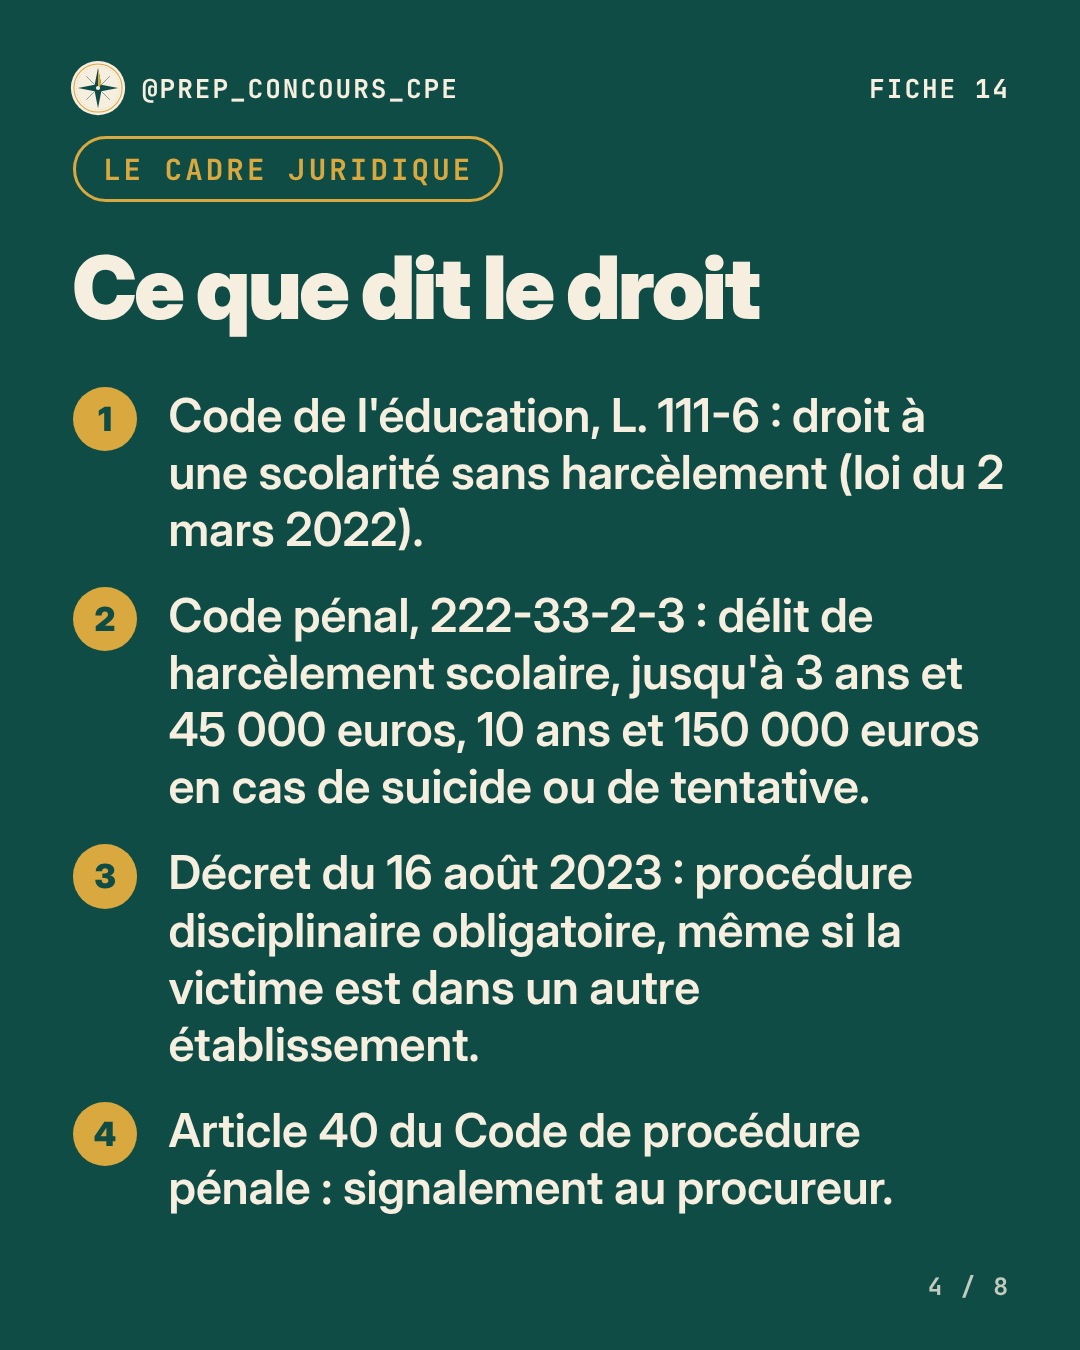 @PREP_CONCOURS_CPE
FICHE 14
LE CADRE JURIDIQUE
Ce que dit le droit
1 Code de l'éducation, L. 111-6 : droit à
une scolarité sans harcèlement (loi du 2
mars 2022).
2 Code pénal, 222-33-2-3 : délit de
harcèlement scolaire, jusqu'à 3 ans et
45 000 euros, 10 ans et 150 000 euros
en cas de suicide ou de tentative.
3 Décret du 16 août 2023 : procédure
disciplinaire obligatoire, même si la
victime est dans un autre
établissement.
4 Article 40 du Code de procédure
pénale : signalement au procureur.
4 / 8